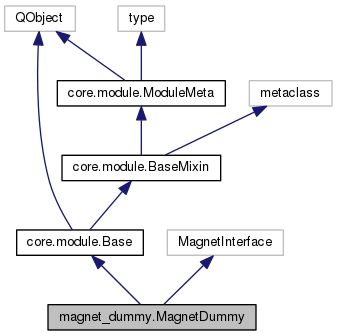 QObject
type
core.module.ModuleMeta
metaclass
core.module.BaseMixin
core.module.Base
MagnetInterface
magnet_dummy.MagnetDummy